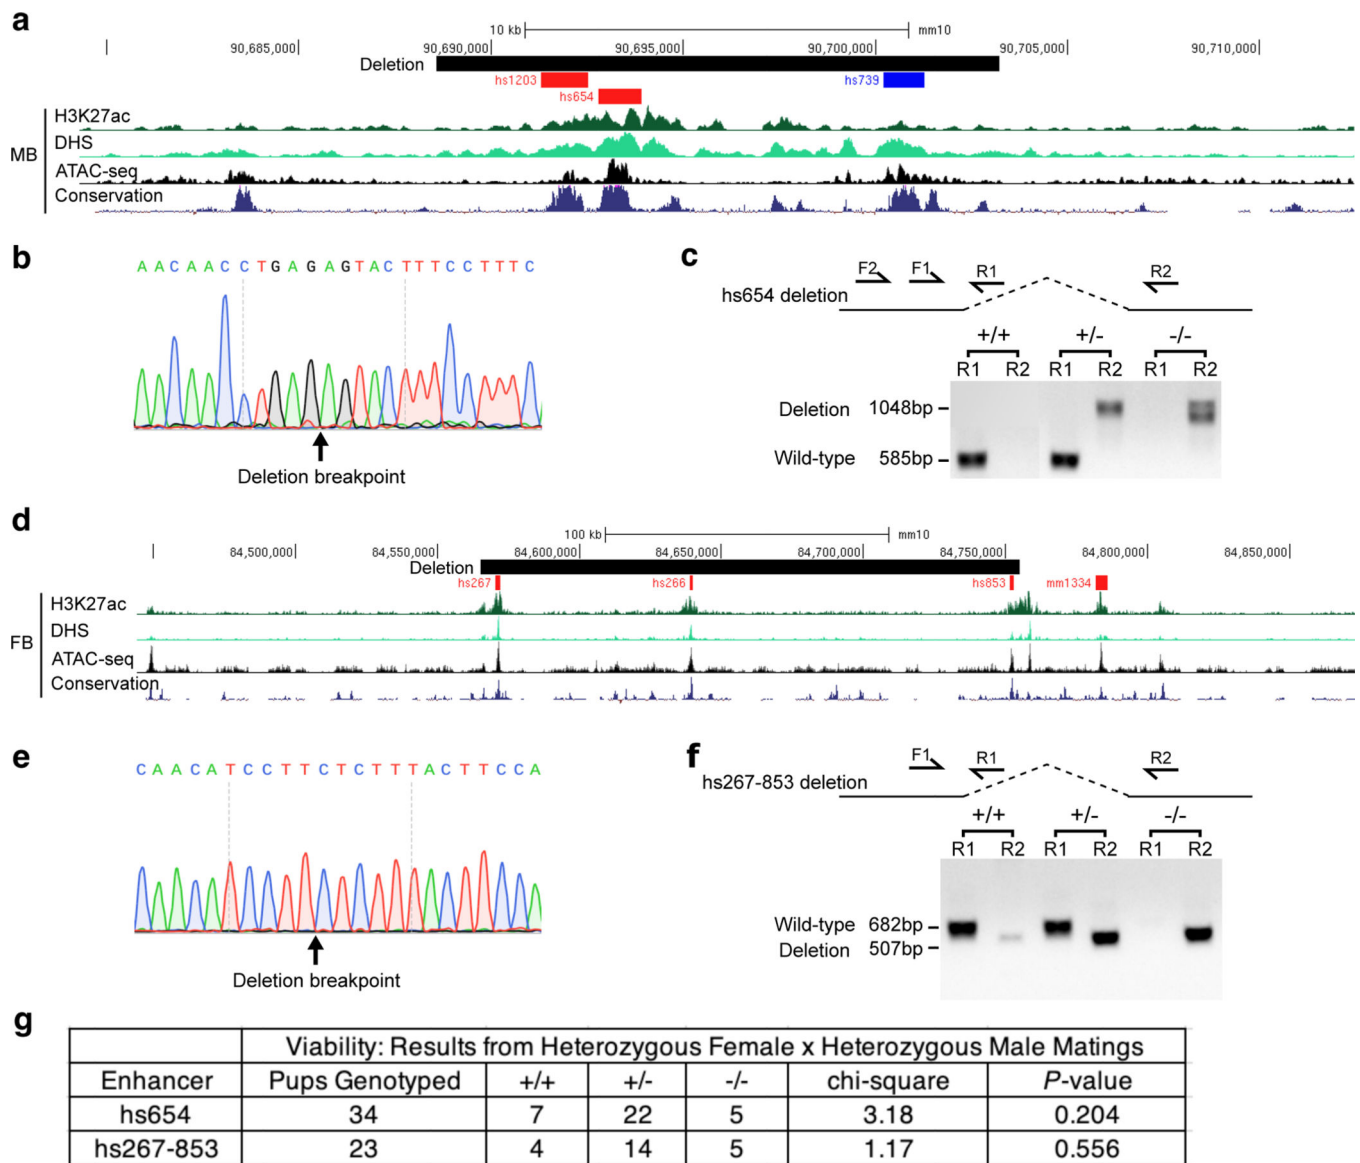 a
10 kb mm10
90,685,000 90,690,000 90,695,000 90,700,000 90,705,000 90,710,000
Deletion
hs1203 hs739
hs654
H3K27ac
DHS
MB
ATAC-seq
Conservation
b
A A C A A C C T G A G A G T A C T T T C C T T T C
Deletion breakpoint
c
F2 F1 R1 R2
hs654 deletion
+/+ +/- -/-
R1 R2 R1 R2 R1 R2
Deletion 1048bp
Wild-type 585bp
d
100 kb mm10
84,500,000 84,550,000 84,600,000 84,650,000 84,700,000 84,750,000 84,800,000 84,850,000
Deletion
hs267 hs266 hs853 mm1334
H3K27ac
DHS
FB
ATAC-seq
Conservation
e
C A A C A T C C T T C T C T T T A C T T C C A
Deletion breakpoint
f
F1 R1 R2
hs267-853 deletion
+/+ +/- -/-
R1 R2 R1 R2 R1 R2
Wild-type 682bp
Deletion 507bp
g
Viability: Results from Heterozygous Female x Heterozygous Male Matings
Enhancer Pups Genotyped +/+ +/- -/- chi-square P-value
hs654 34 7 22 5 3.18 0.204
hs267-853 23 4 14 5 1.17 0.556